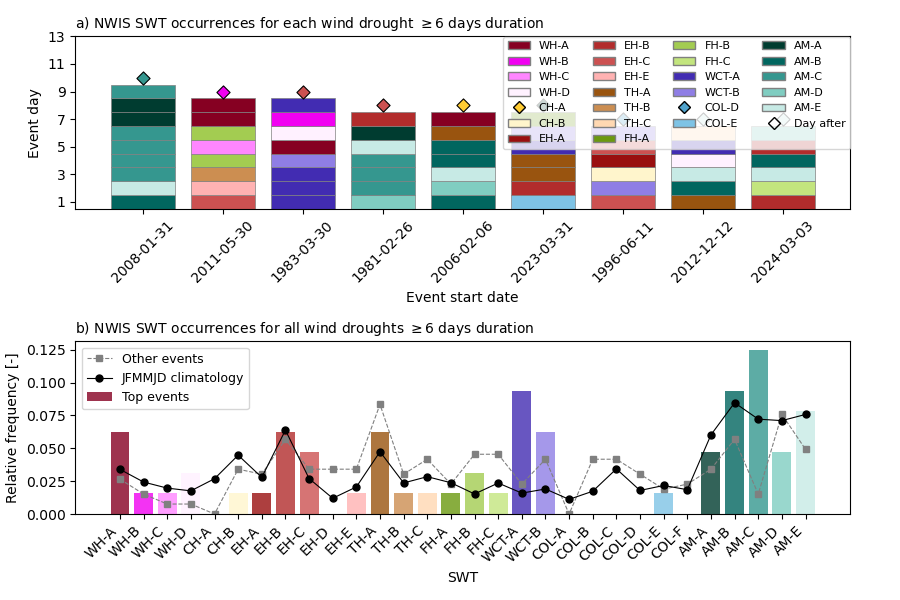 a) NWIS SWT occurrences for each wind drought ≥6 days duration
13
11
9
7
5
3
1
Event day
WH-A
WH-B
WH-C
WH-D
CH-A
CH-B
EH-A
EH-B
EH-C
EH-E
TH-A
TH-B
TH-C
FH-A
FH-B
FH-C
WCT-A
WCT-B
COL-D
COL-E
AM-A
AM-B
AM-C
AM-D
AM-E
Day after
2008-01-31
2011-05-30
1983-03-30
1981-02-26
2006-02-06
2023-03-31
1996-06-11
2012-12-12
2024-03-03
Event start date
b) NWIS SWT occurrences for all wind droughts ≥6 days duration
0.125
0.100
0.075
0.050
0.025
0.000
Relative frequency [-]
Other events
JFMMJD climatology
Top events
WH-A
WH-B
WH-C
WH-D
CH-A
CH-B
EH-A
EH-B
EH-C
EH-D
EH-E
TH-A
TH-B
TH-C
FH-A
FH-B
FH-C
WCT-A
WCT-B
COL-A
COL-B
COL-C
COL-D
COL-E
COL-F
AM-A
AM-B
AM-C
AM-D
AM-E
SWT